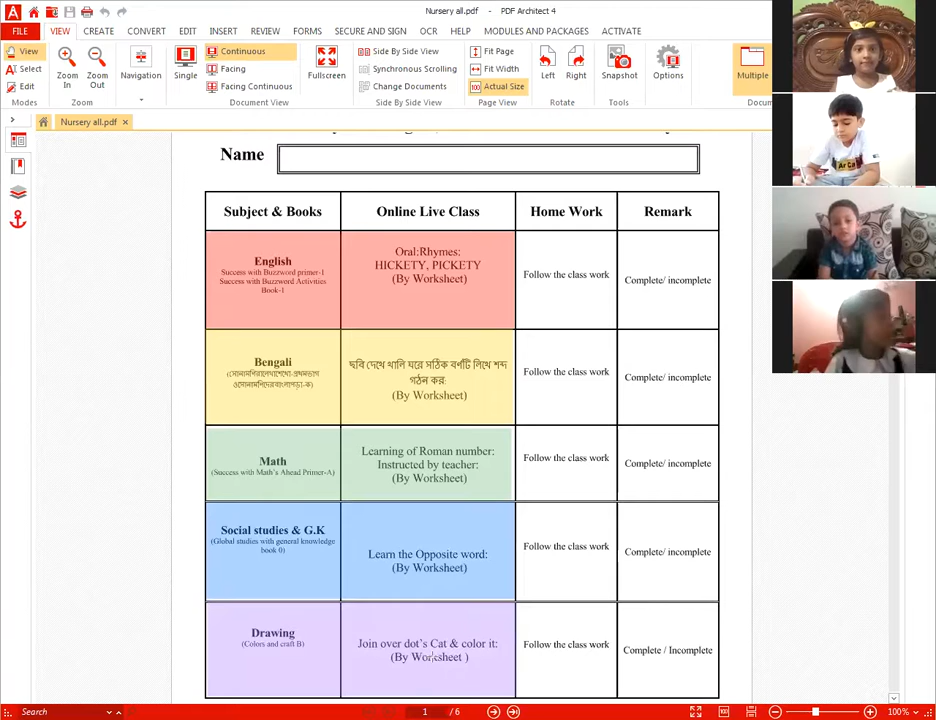 Nursery all.pdf - PDF Architect 4
FILE VIEW CREATE CONVERT EDIT INSERT REVIEW FORMS SECURE AND SIGN OCR HELP MODULES AND PACKAGES ACTIVATE
View
Select
Edit
Modes
Zoom In
Zoom Out
Zoom
Navigation
Single
Continuous
Facing
Facing Continuous
Document View
Fullscreen
Side By Side View
Synchronous Scrolling
Change Documents
Side By Side View
Fit Page
Fit Width
Actual Size
Page View
Left
Right
Rotate
Snapshot
Tools
Options
Multiple
Nursery all.pdf ×
Name
Subject & Books
Online Live Class
Home Work
Remark
English
Success with Buzzword primer-1
Success with Buzzword Activities
Book-1
Oral:Rhymes:
HICKETY, PICKETY
(By Worksheet)
Follow the class work
Complete/ incomplete
Bengali
ছবি দেখে খালি ঘরে সঠিক বর্ণটি লিখে শব্দ
গঠন কর:
(By Worksheet)
Follow the class work
Complete/ incomplete
Math
(Success with Math's Ahead Primer-A)
Learning of Roman number:
Instructed by teacher:
(By Worksheet)
Follow the class work
Complete/ incomplete
Social studies & G.K
(Global studies with general knowledge
book 0)
Learn the Opposite word:
(By Worksheet)
Follow the class work
Complete/ incomplete
Drawing
(Colors and craft B)
Join over dot's Cat & color it:
(By Worksheet )
Follow the class work
Complete / Incomplete
Search
1 / 6
100%
Ar Ca